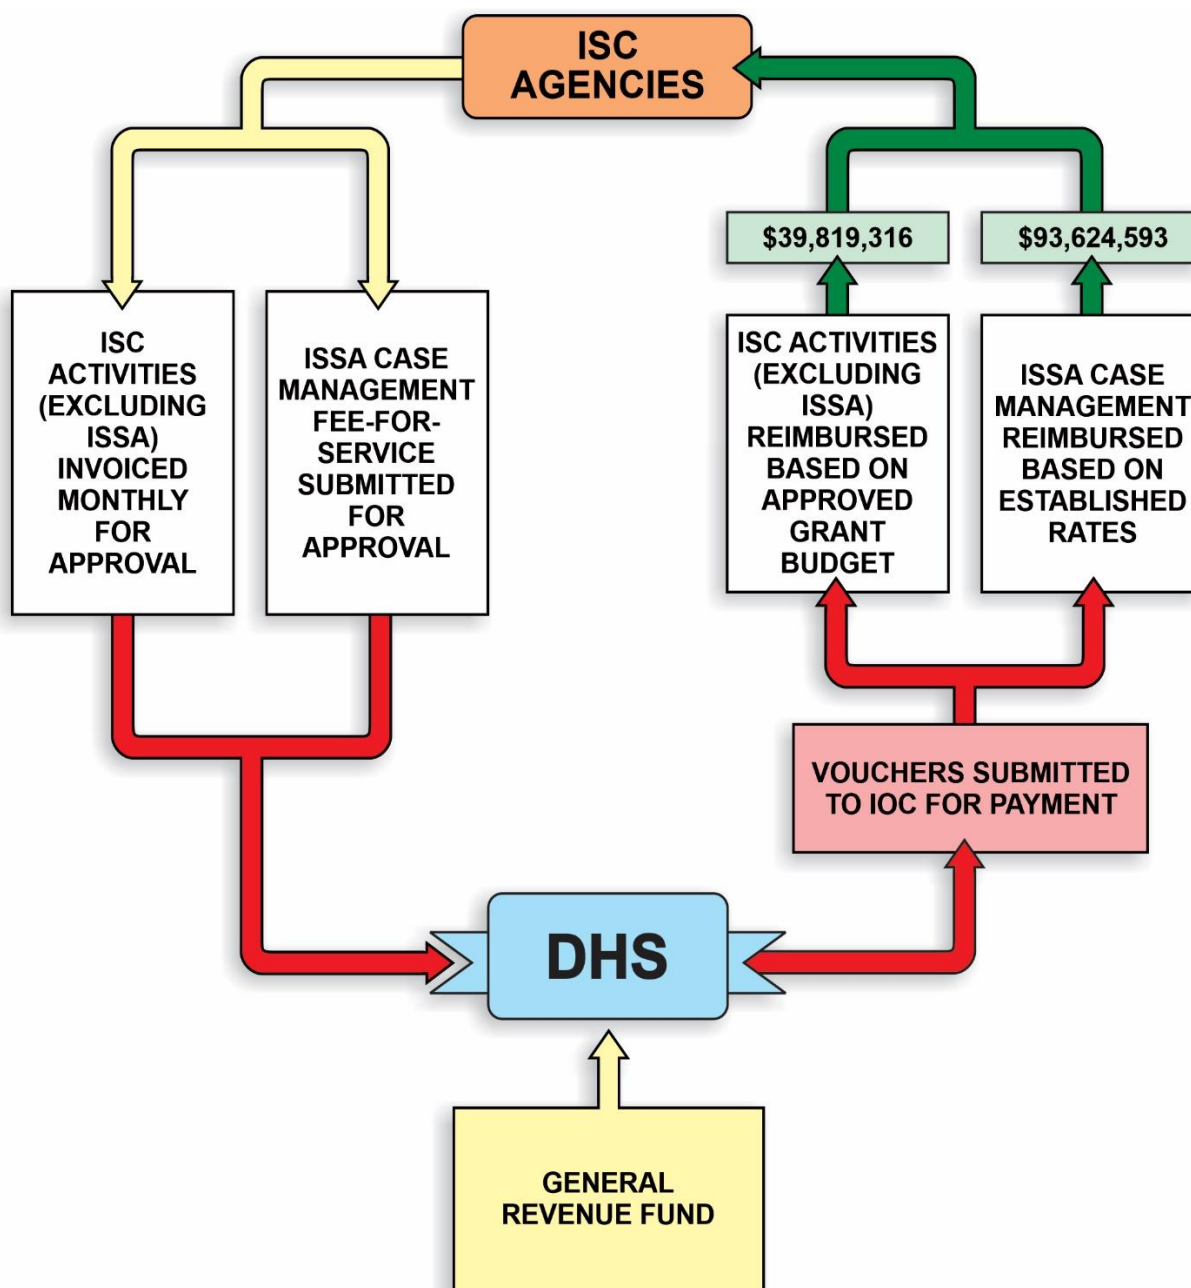 ISC
AGENCIES
$39,819,316
$93,624,593
ISC
ACTIVITIES
(EXCLUDING
ISSA)
INVOICED
MONTHLY
FOR
APPROVAL
ISSA CASE
MANAGEMENT
FEE-FOR-
SERVICE
SUBMITTED
FOR
APPROVAL
ISC ACTIVITIES
(EXCLUDING
ISSA)
REIMBURSED
BASED ON
APPROVED
GRANT
BUDGET
ISSA CASE
MANAGEMENT
REIMBURSED
BASED ON
ESTABLISHED
RATES
VOUCHERS SUBMITTED
TO IOC FOR PAYMENT
DHS
GENERAL
REVENUE FUND